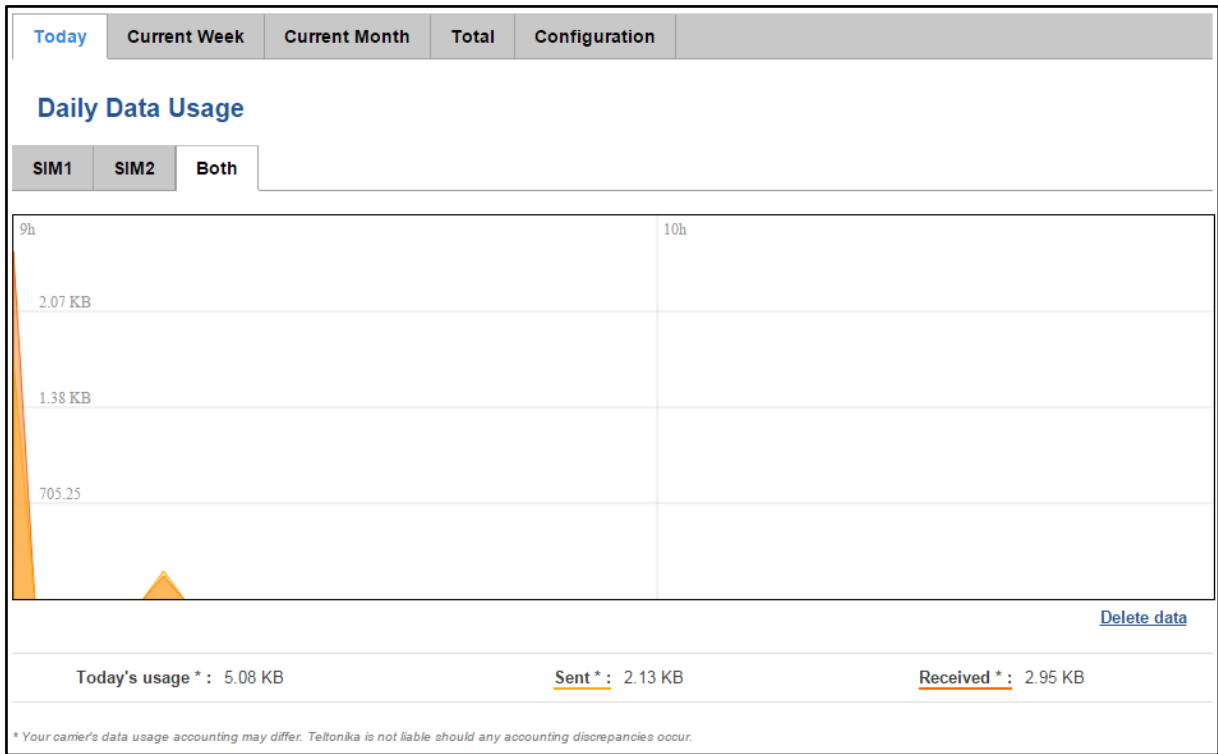 Today Current Week Current Month Total Configuration
Daily Data Usage
SIM1 SIM2 Both
9h 10h
2.07 KB
1.38 KB
705.25
Delete data
Today's usage * : 5.08 KB Sent * : 2.13 KB Received * : 2.95 KB
* Your carrier's data usage accounting may differ. Teltonika is not liable should any accounting discrepancies occur.